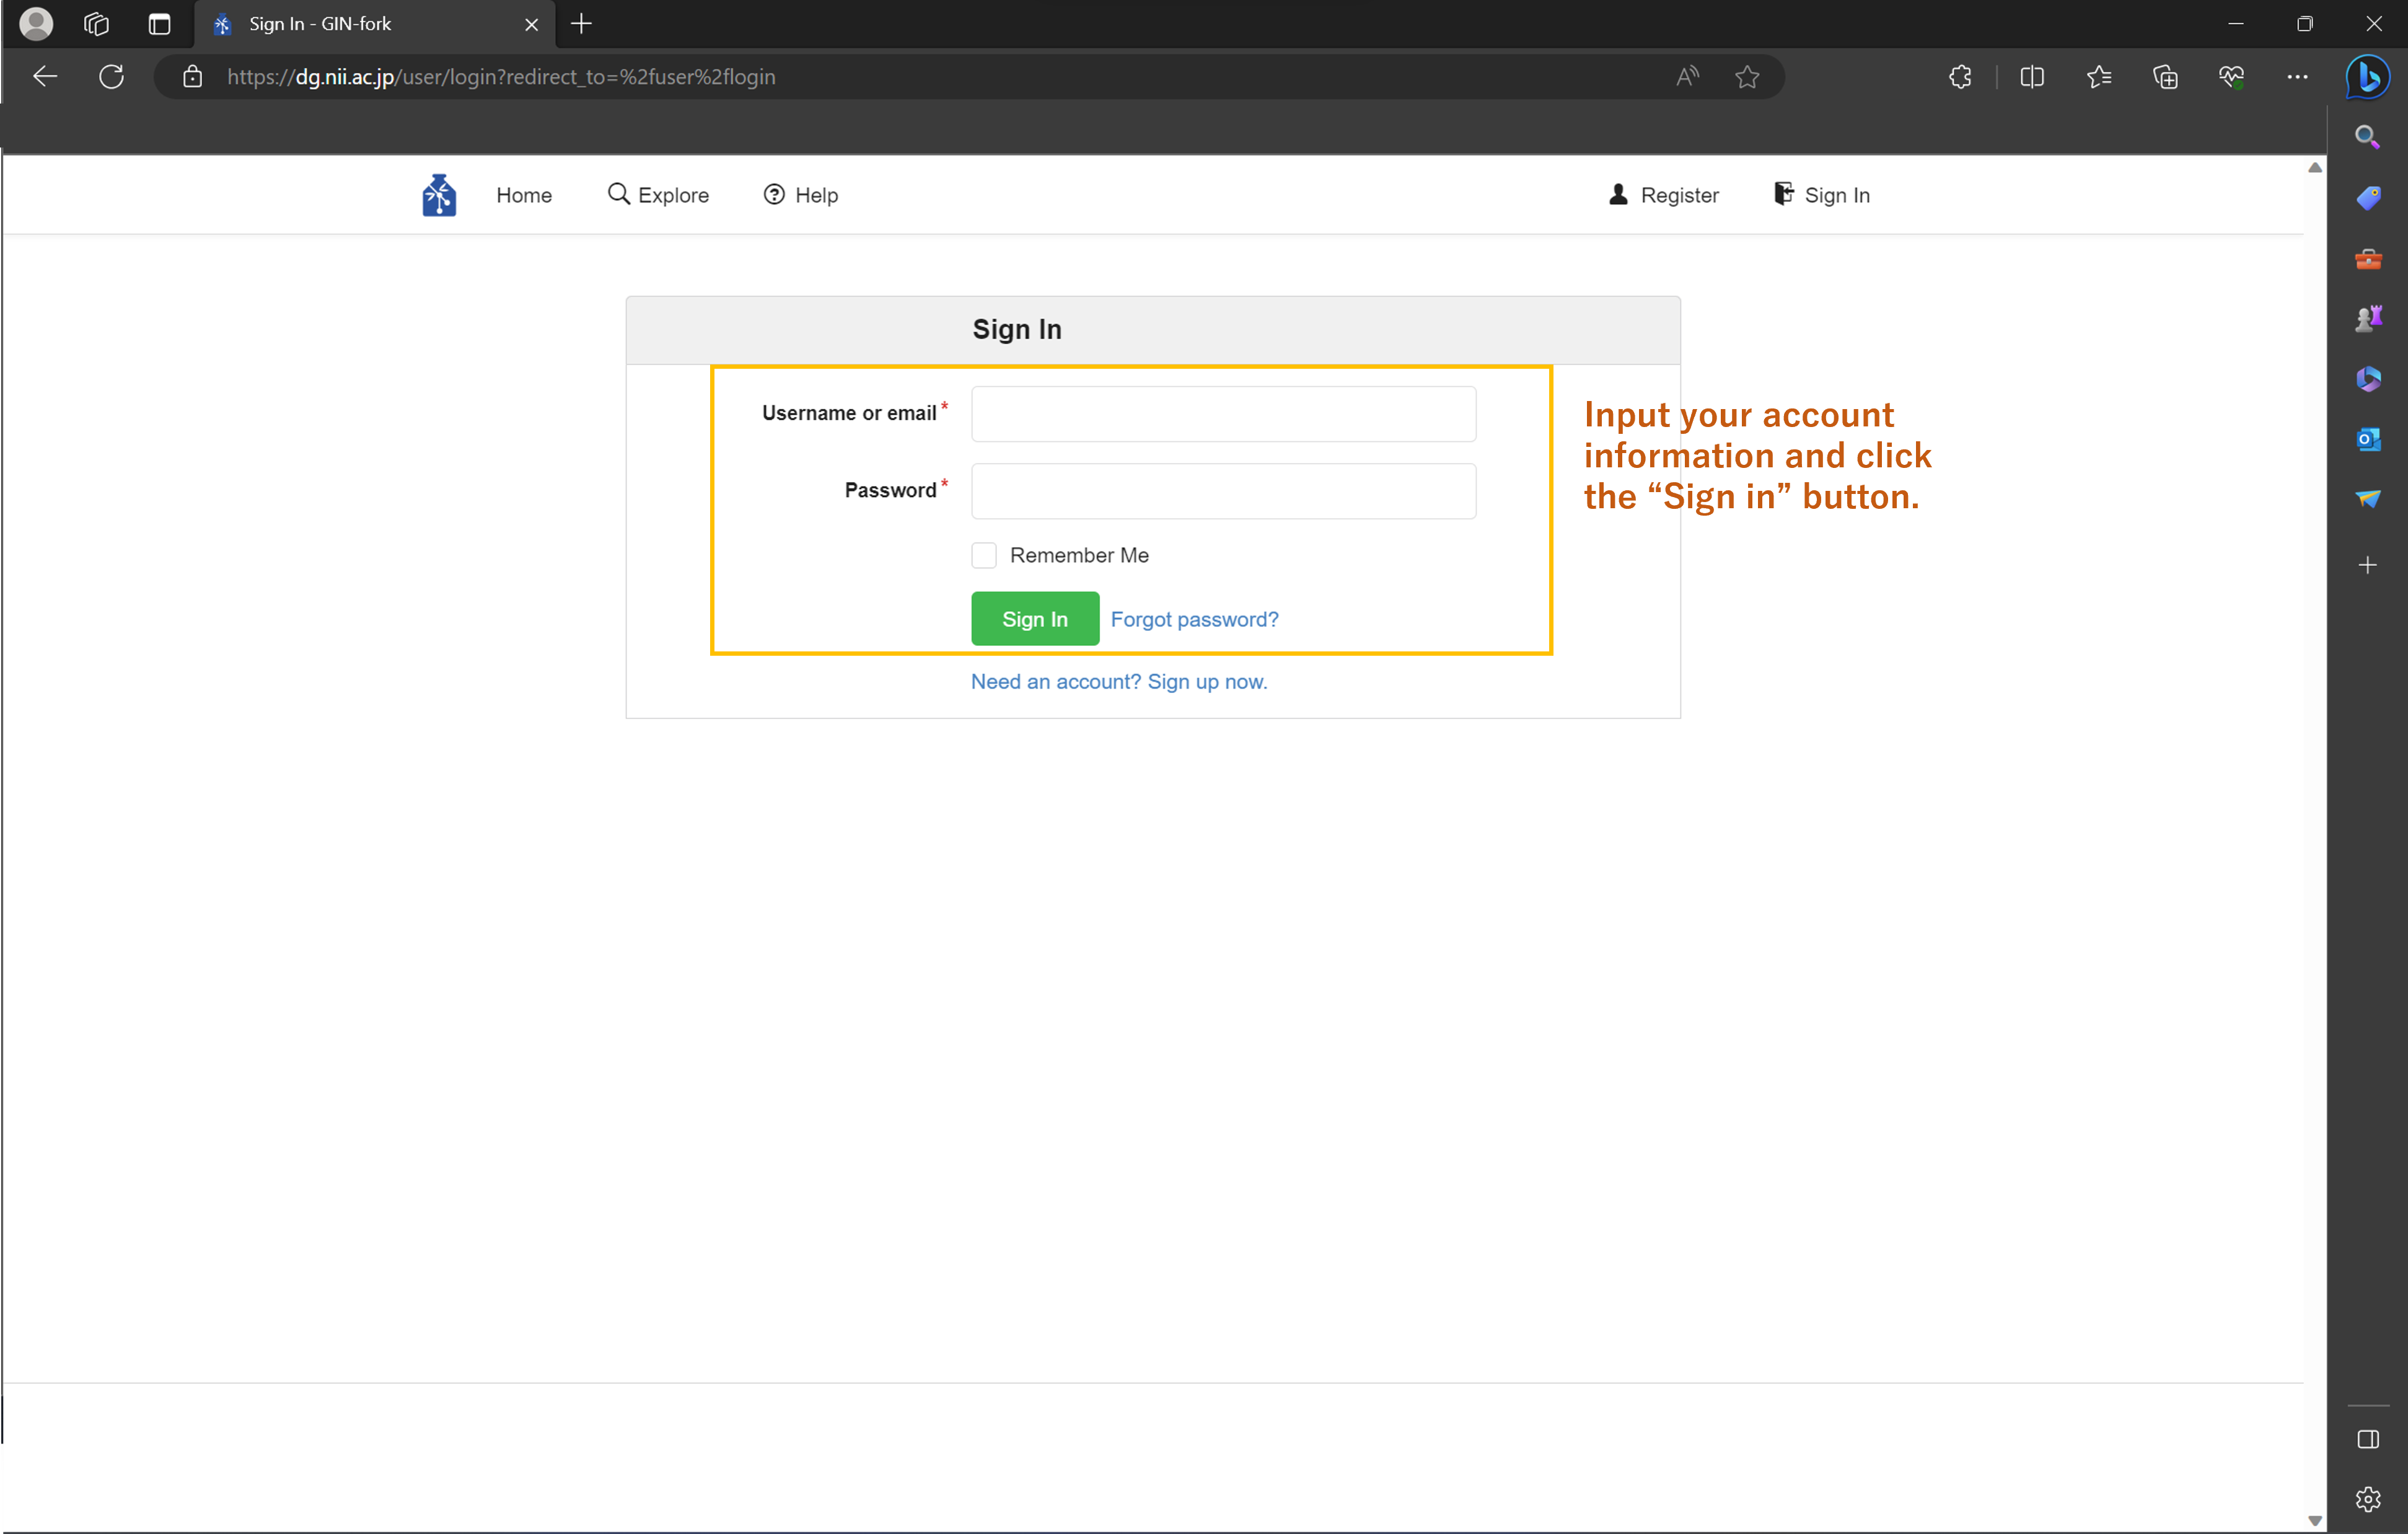 Sign In - GIN-fork
https://dg.nii.ac.jp/user/login?redirect_to=%2fuser%2flogin
Home Explore Help Register Sign In
Sign In
Username or email *
Password *
Remember Me
Sign In Forgot password?
Need an account? Sign up now.
Input your account
information and click
the “Sign in” button.